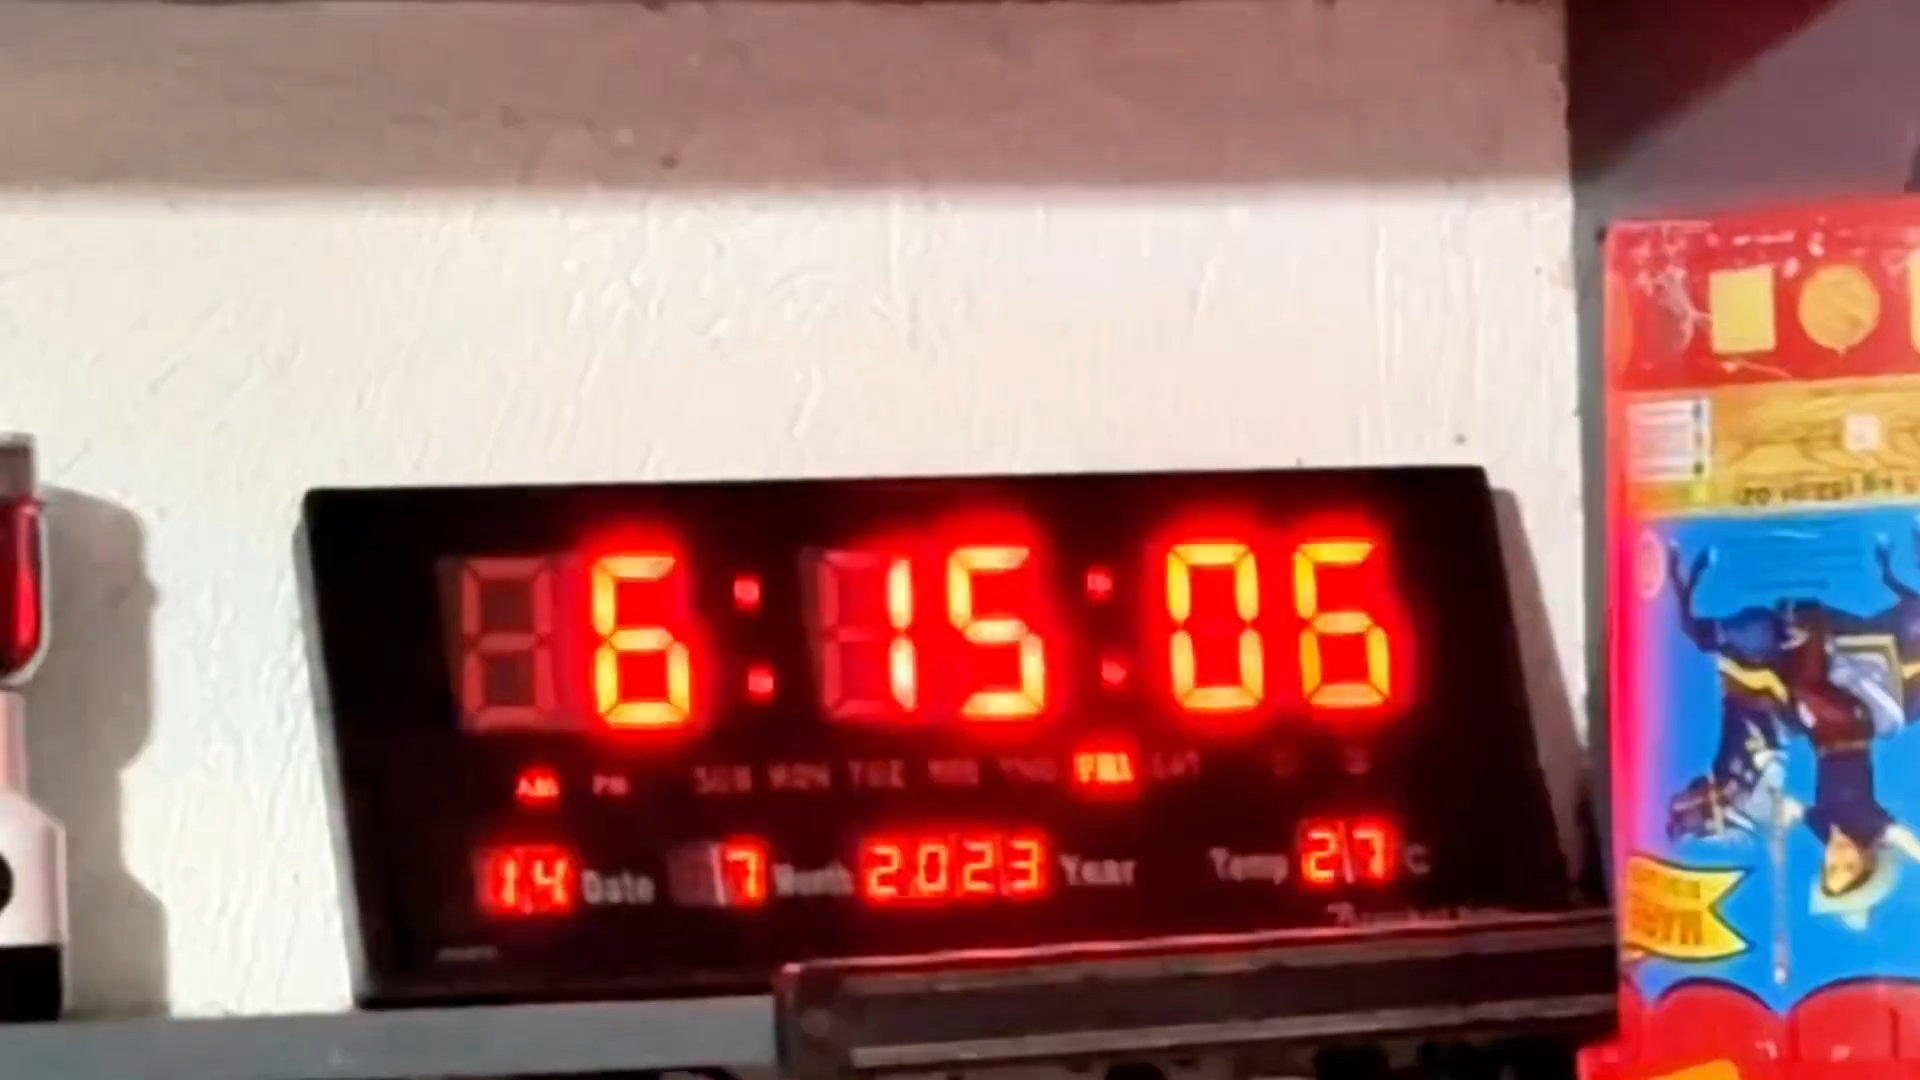 6:15:06
AM PM SUN MON TUE WED THU FRI SAT
14 Date 7 Month 2023 Year Temp 27 C